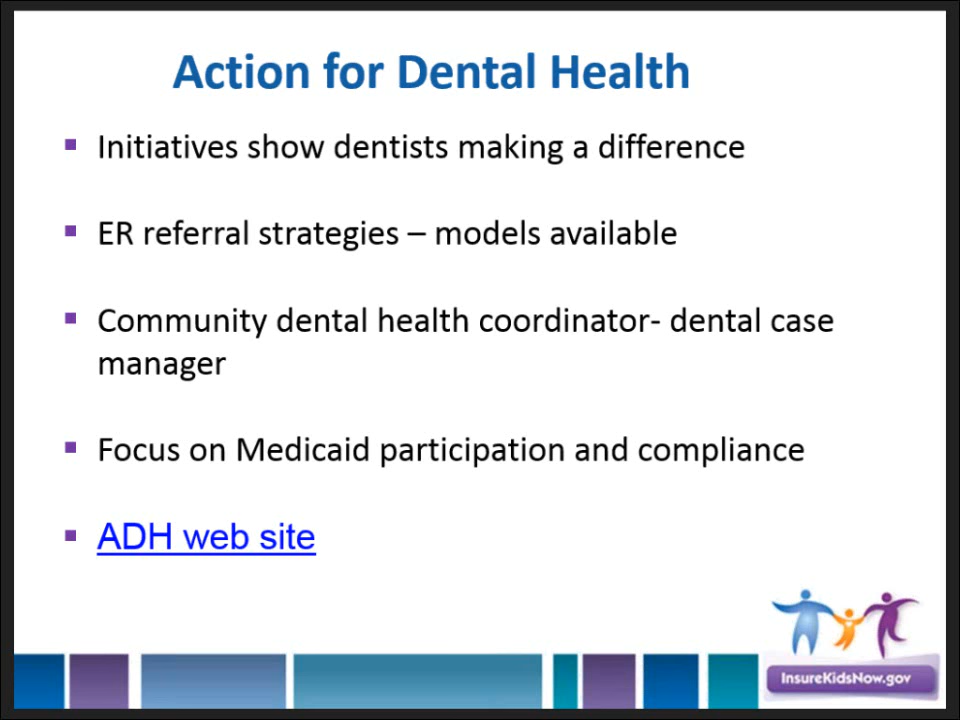 Action for Dental Health
Initiatives show dentists making a difference
ER referral strategies – models available
Community dental health coordinator- dental case
manager
Focus on Medicaid participation and compliance
ADH web site
InsureKidsNow.gov